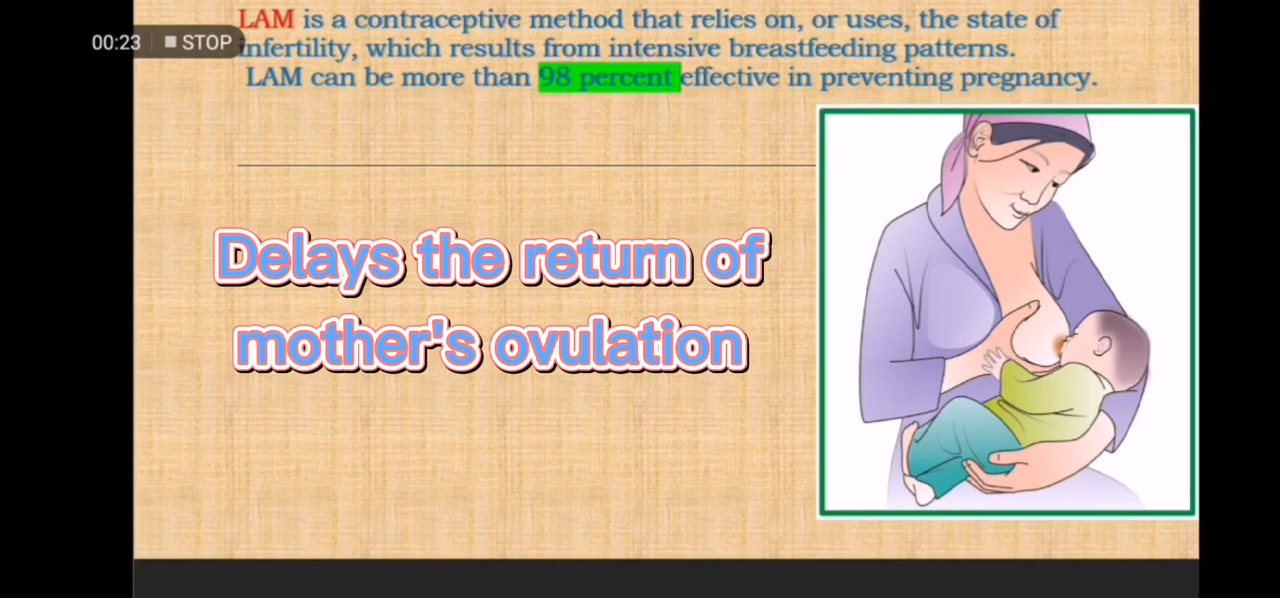 LAM is a contraceptive method that relies on, or uses, the state of
00:23 STOP
infertility, which results from intensive breastfeeding patterns.
LAM can be more than 98 percent effective in preventing pregnancy.
Delays the return of
mother's ovulation